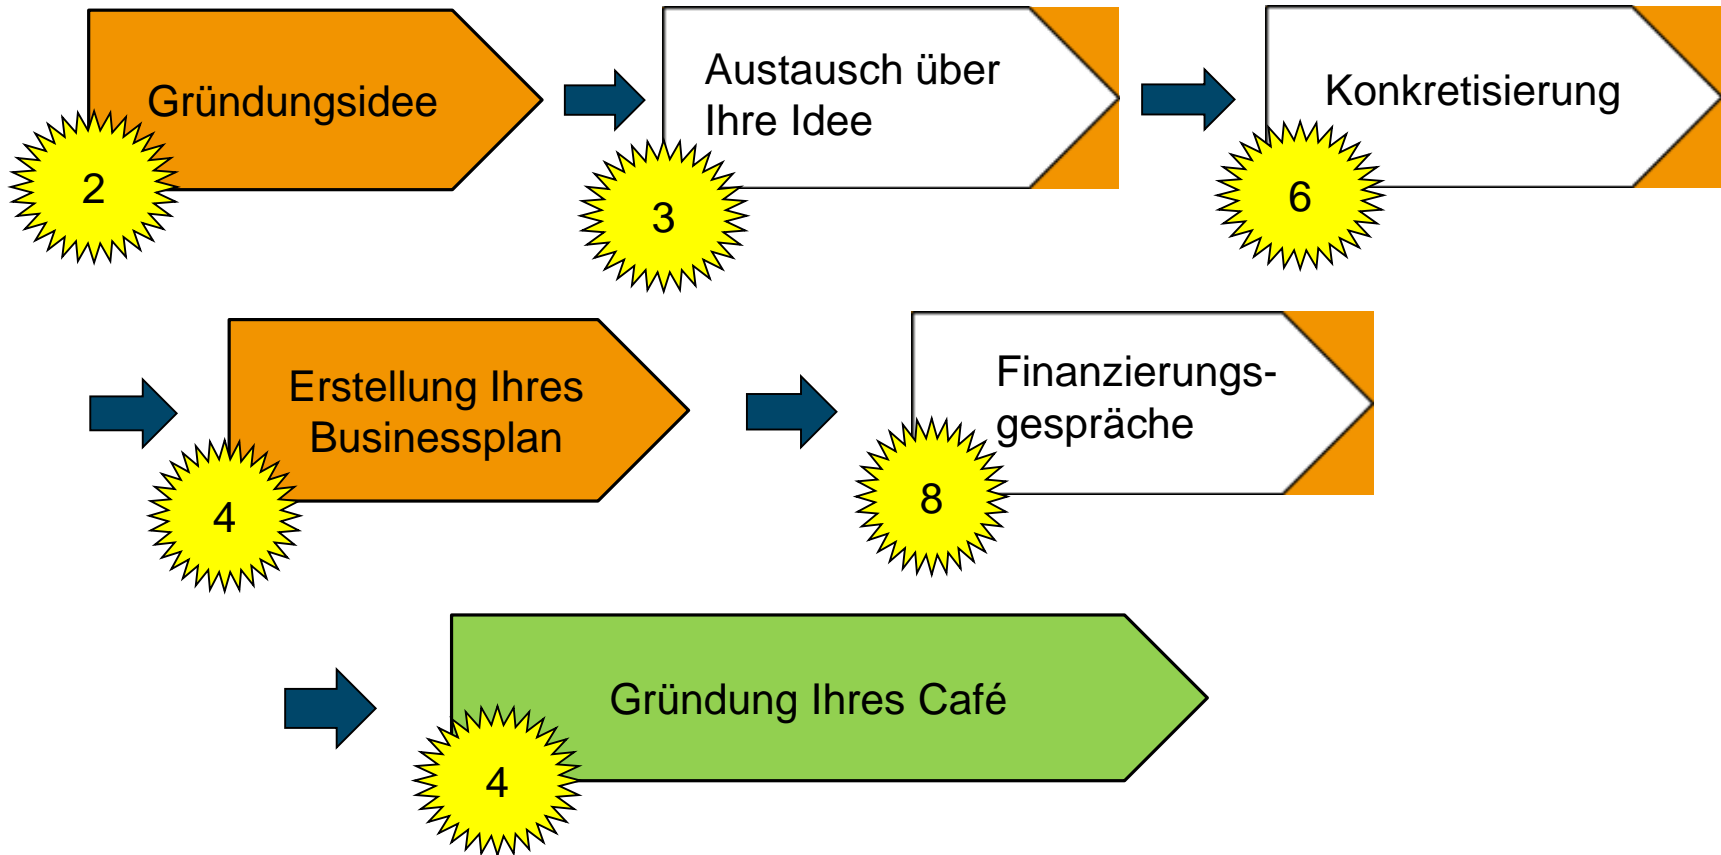 Gründungsidee
2
Austausch über
Ihre Idee
3
Konkretisierung
6
Erstellung Ihres
Businessplan
4
Finanzierungs-
gespräche
8
Gründung Ihres Café
4